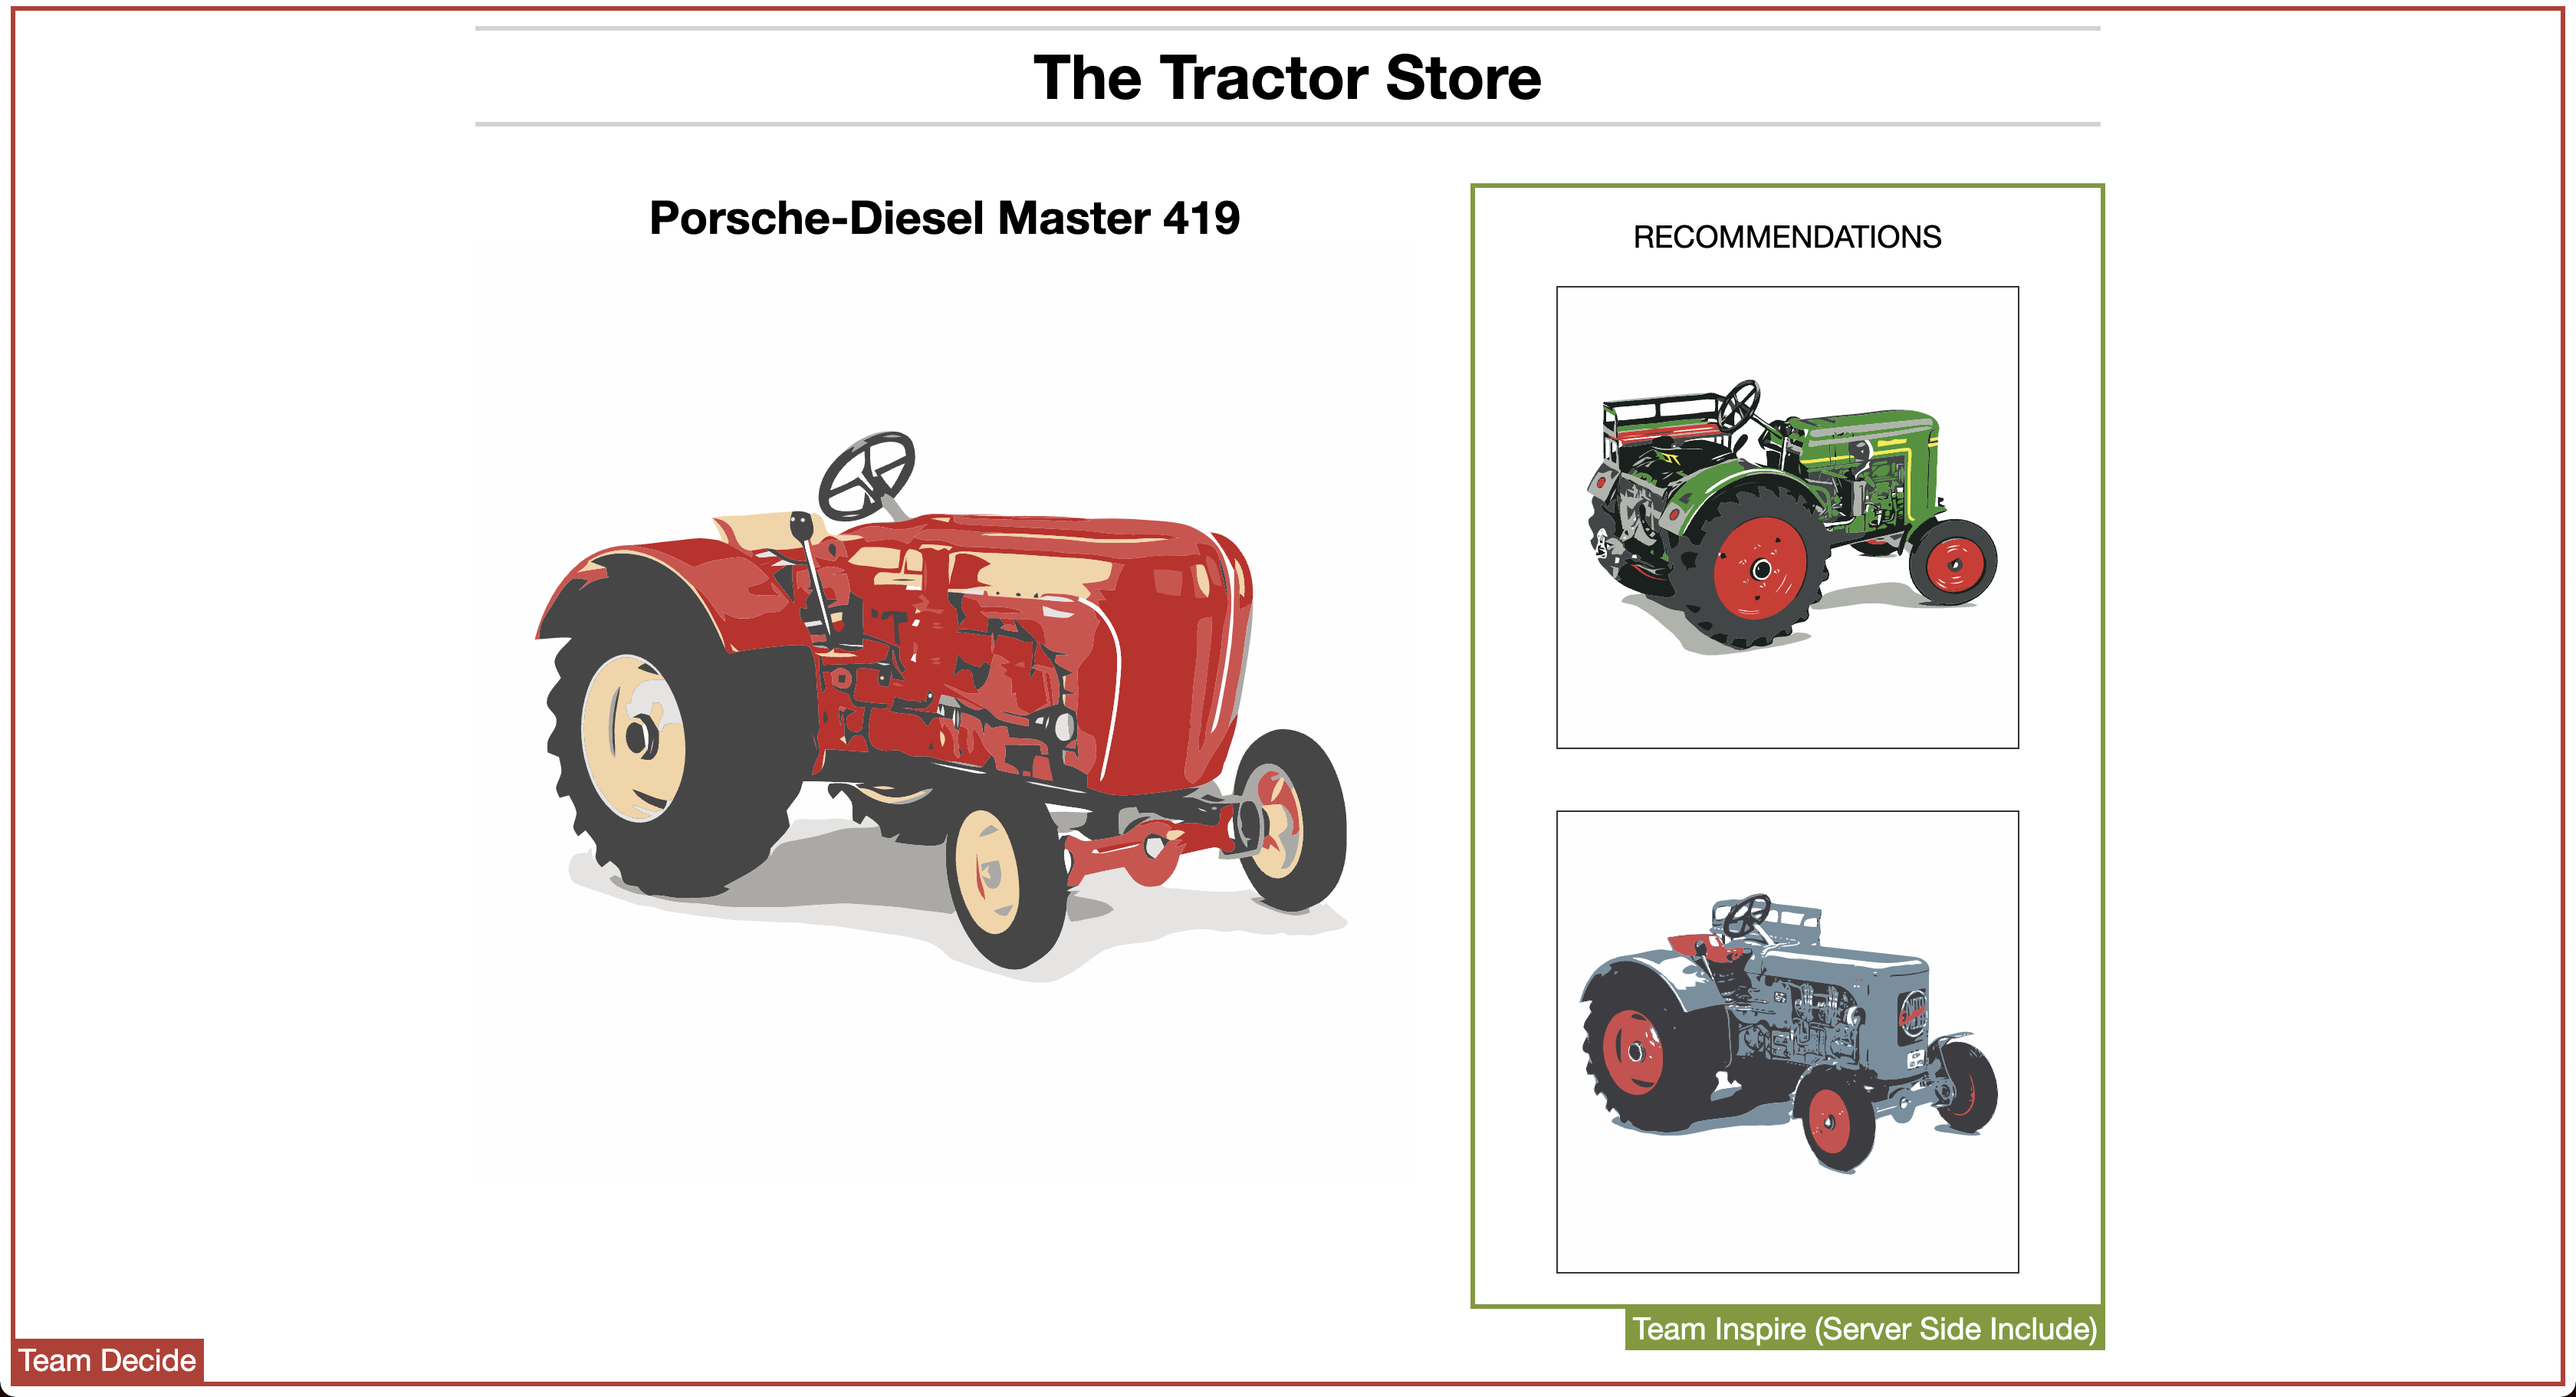 The Tractor Store
Porsche-Diesel Master 419
RECOMMENDATIONS
Team Inspire (Server Side Include)
Team Decide